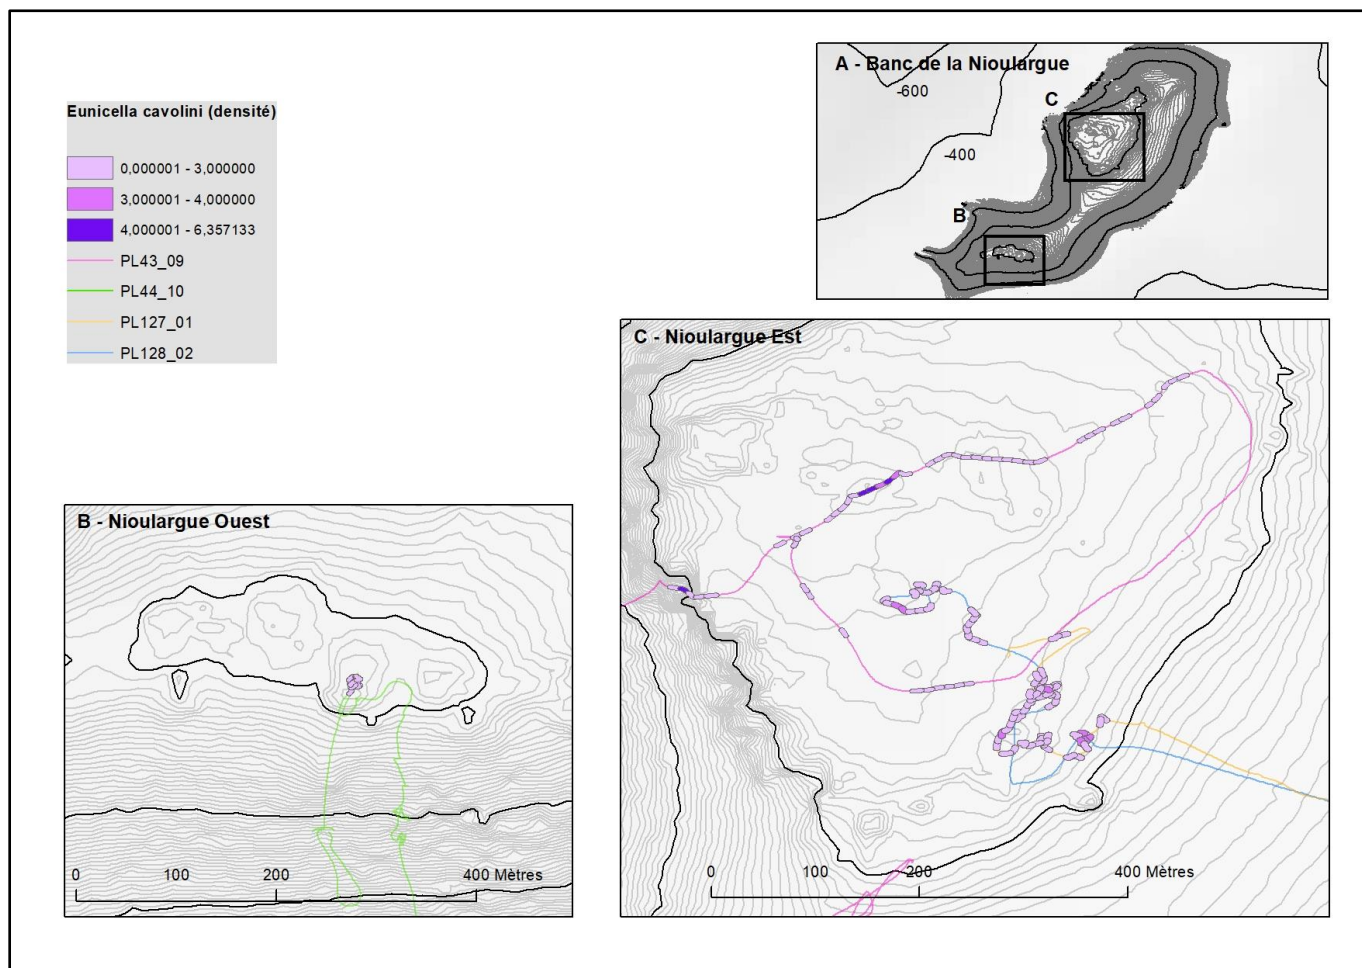 Eunicella cavolini (densité)
0,000001 - 3,000000
3,000001 - 4,000000
4,000001 - 6,357133
PL43_09
PL44_10
PL127_01
PL128_02
A - Banc de la Nioulargue
-600
C
-400
B
B - Nioulargue Ouest
0 100 200 400 Mètres
C - Nioulargue Est
0 100 200 400 Mètres